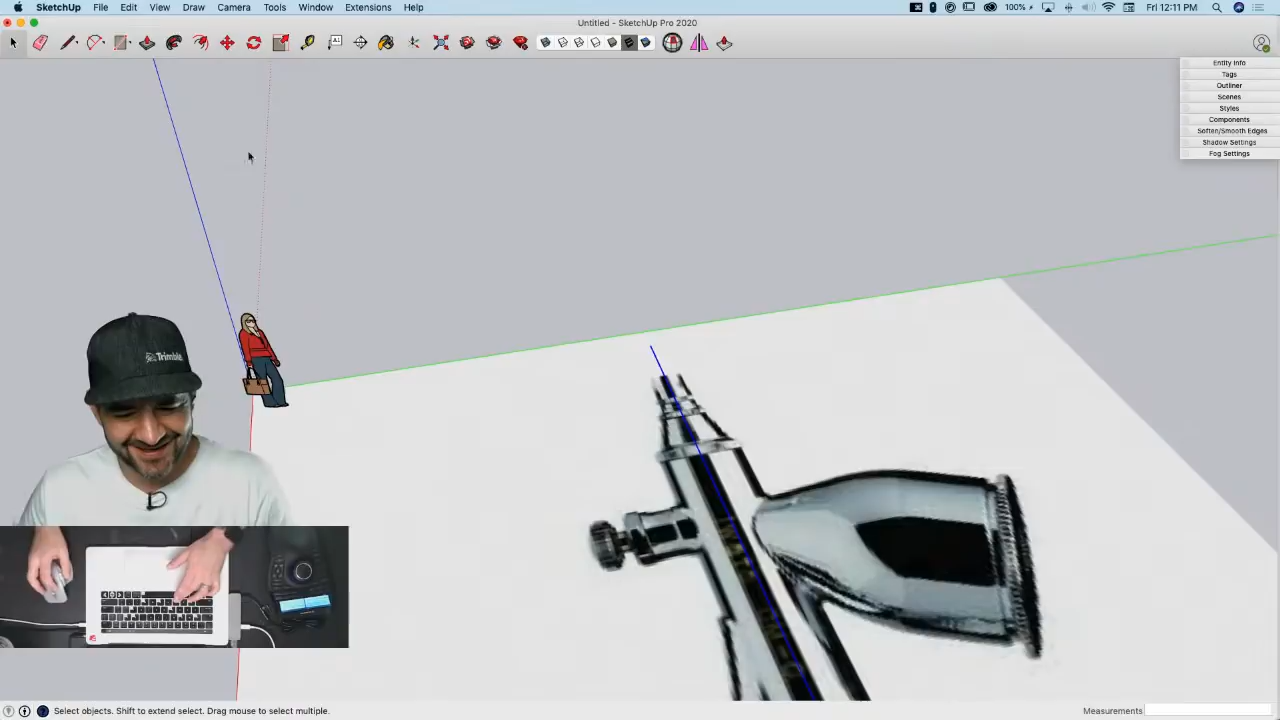 SketchUp File Edit View Draw Camera Tools Window Extensions Help 100% Fri 12:11 PM
Untitled - SketchUp Pro 2020
A1
Entity Info
Tags
Outliner
Scenes
Styles
Components
Soften/Smooth Edges
Shadow Settings
Fog Settings
Trimble
Select objects. Shift to extend select. Drag mouse to select multiple. Measurements